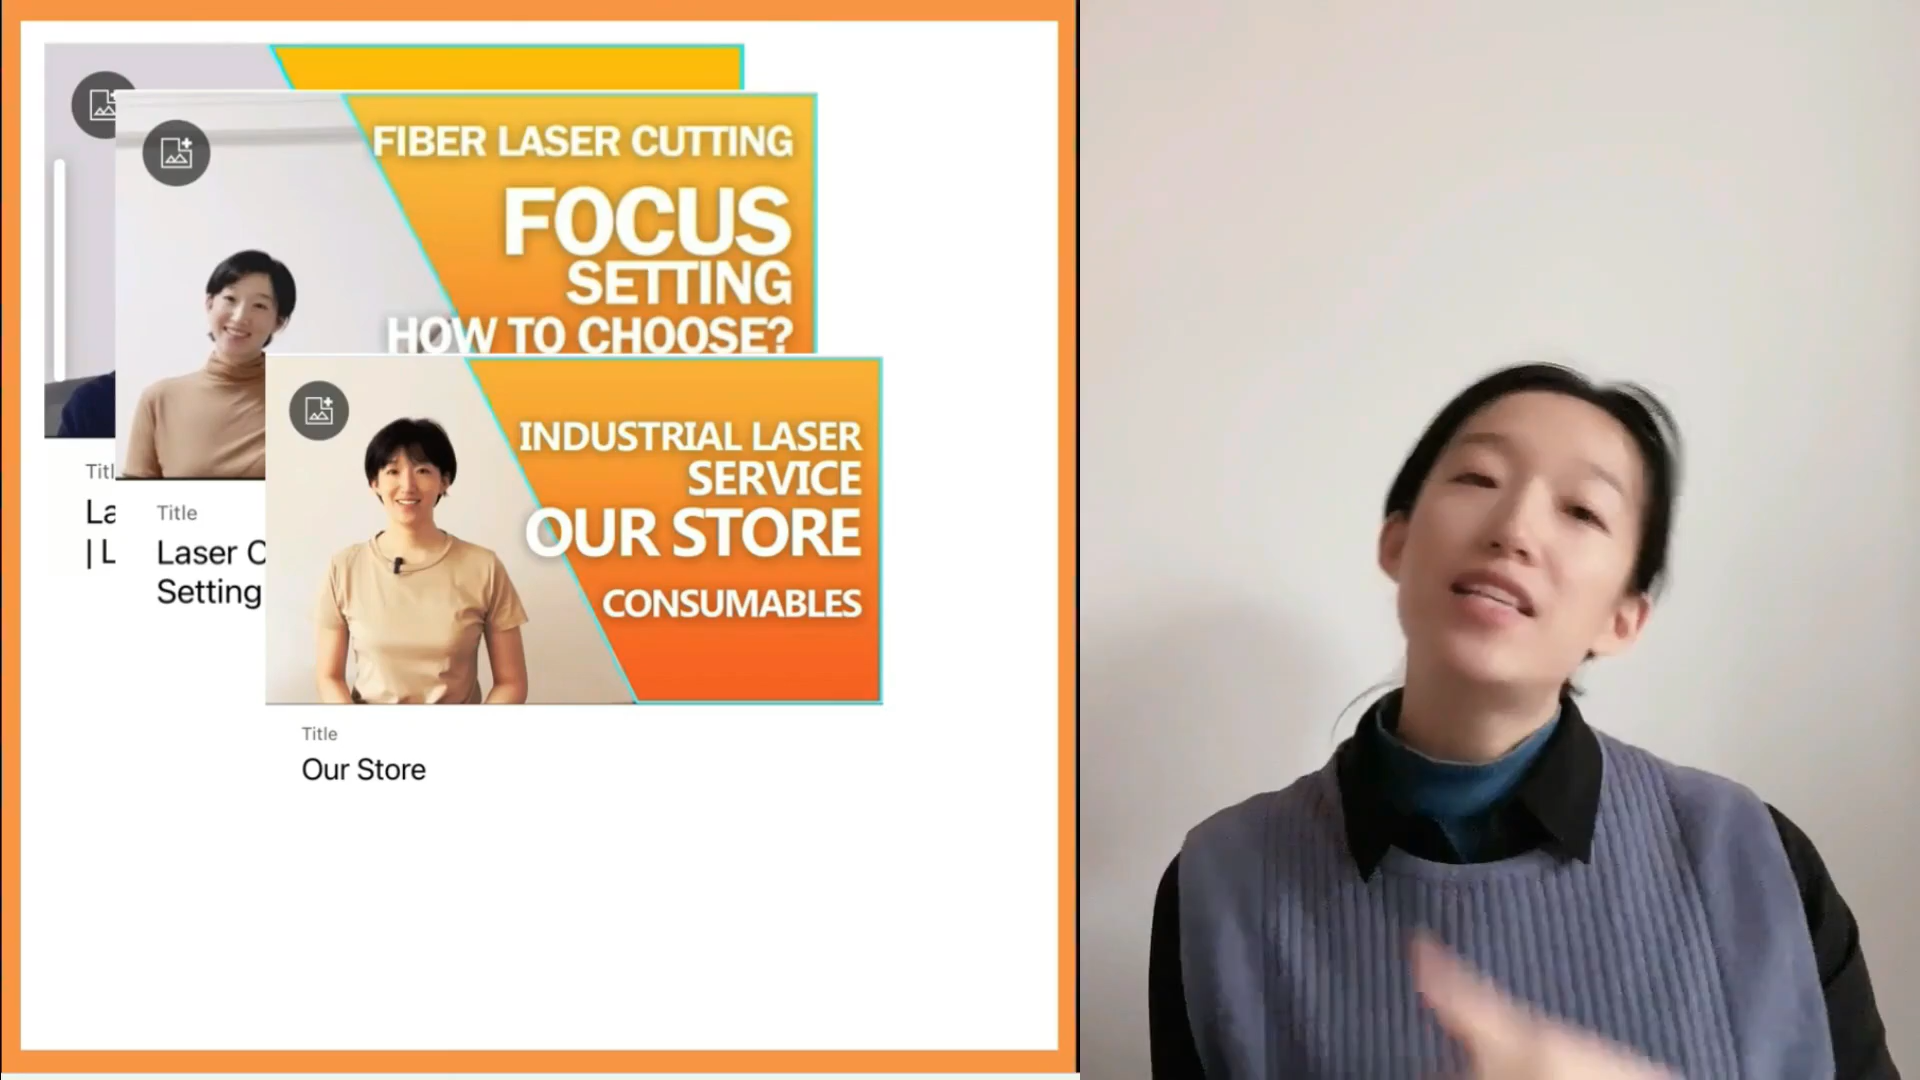 FIBER LASER CUTTING
FOCUS
SETTING
HOW TO CHOOSE?
INDUSTRIAL LASER
SERVICE
OUR STORE
CONSUMABLES
Title
Laser
Setting
Title
Our Store